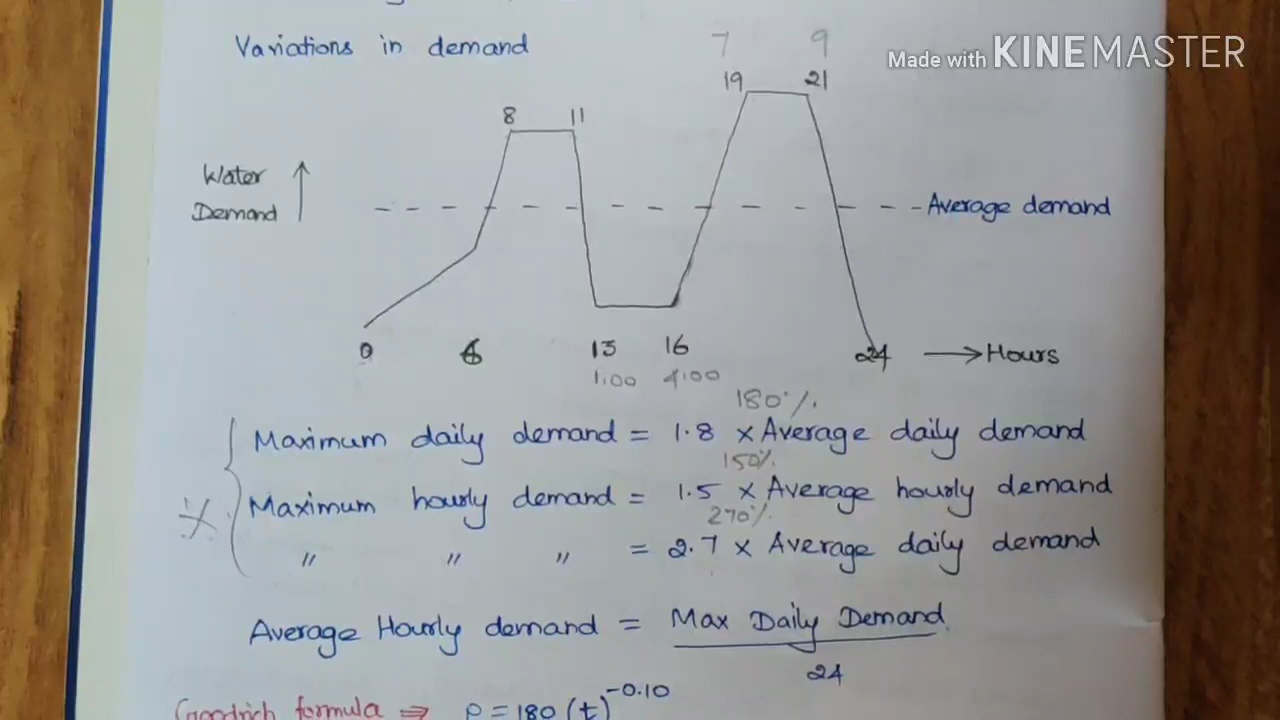 Variations in demand
7 9
Made with KINEMASTER
19 21
8 11
Water
Demand
Average demand
0 6 13 16 24 Hours
1.00 4.00
180%
Maximum daily demand = 1.8 × Average daily demand
150%
Maximum hourly demand = 1.5 × Average hourly demand
270%
" " " = 2.7 × Average daily demand
Average Hourly demand = Max Daily Demand
24
Goodrich formula ⇒ P = 180 (t)^-0.10